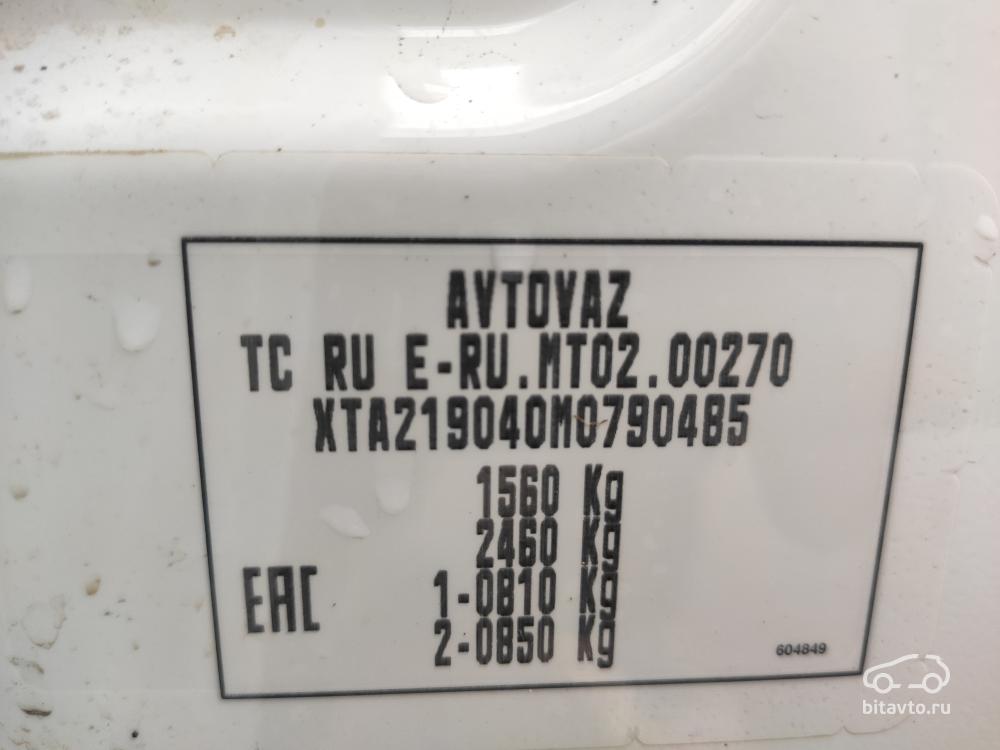 AVTOVAZ
TC RU E-RU.MT02.00270
XTA219040M0790485
1560 Kg
2460 Kg
1-0810 Kg
2-0850 Kg
EAC
604849
bitavto.ru